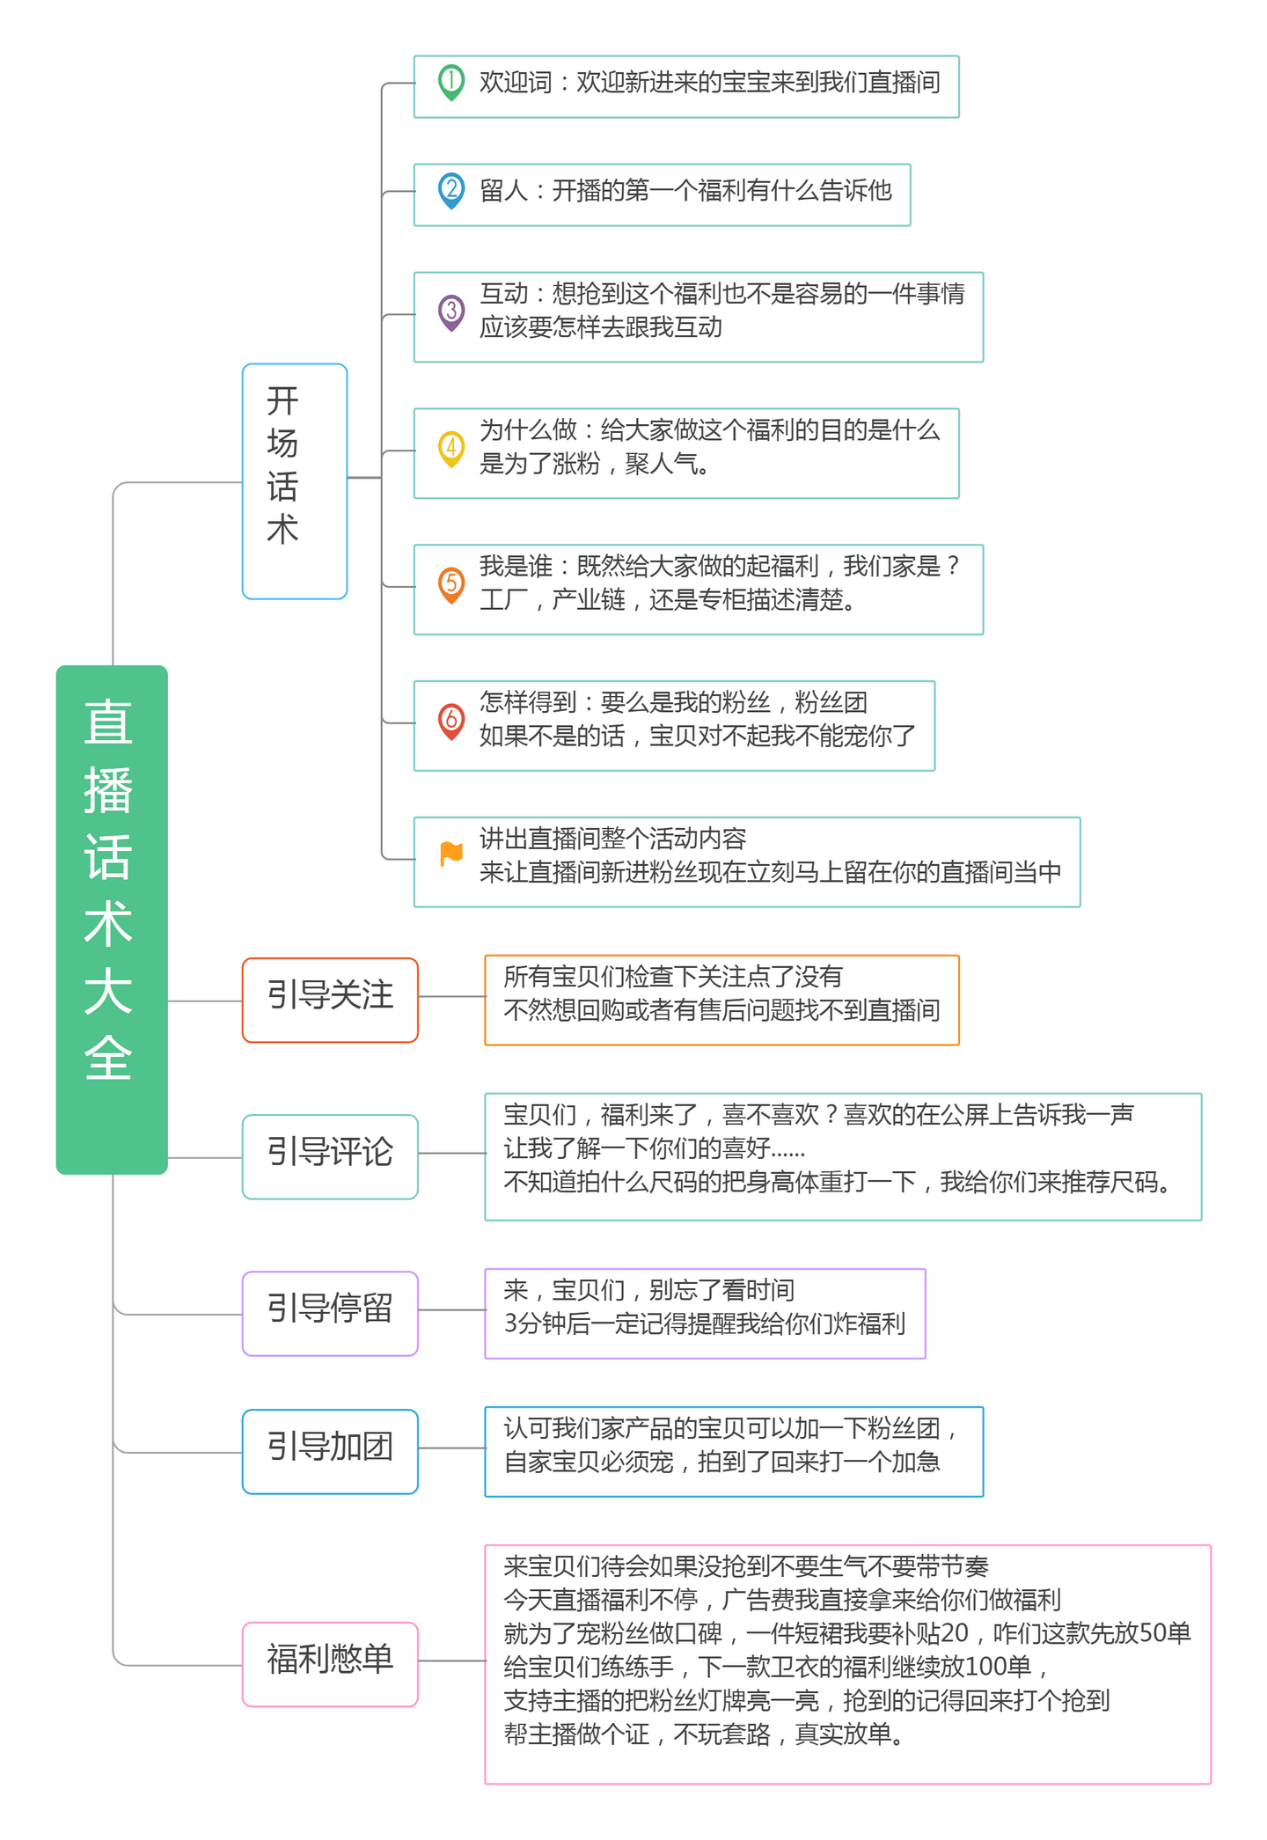 直播话术大全
开场话术
1 欢迎词：欢迎新进来的宝宝来到我们直播间
2 留人：开播的第一个福利有什么告诉他
3 互动：想抢到这个福利也不是容易的一件事情
应该要怎样去跟我互动
4 为什么做：给大家做这个福利的目的是什么
是为了涨粉，聚人气。
5 我是谁：既然给大家做的起福利，我们家是？
工厂，产业链，还是专柜描述清楚。
6 怎样得到：要么是我的粉丝，粉丝团
如果不是的话，宝贝对不起我不能宠你了
讲出直播间整个活动内容
来让直播间新进粉丝现在立刻马上留在你的直播间当中
引导关注
所有宝贝们检查下关注点了没有
不然想回购或者有售后问题找不到直播间
引导评论
宝贝们，福利来了，喜不喜欢？喜欢的在公屏上告诉我一声
让我了解一下你们的喜好......
不知道拍什么尺码的把身高体重打一下，我给你们来推荐尺码。
引导停留
来，宝贝们，别忘了看时间
3分钟后一定记得提醒我给你们炸福利
引导加团
认可我们家产品的宝贝可以加一下粉丝团，
自家宝贝必须宠，拍到了回来打一个加急
福利憋单
来宝贝们待会如果没抢到不要生气不要带节奏
今天直播福利不停，广告费我直接拿来给你们做福利
就为了宠粉丝做口碑，一件短裙我要补贴20，咋们这款先放50单
给宝贝们练练手，下一款卫衣的福利继续放100单，
支持主播的把粉丝灯牌亮一亮，抢到的记得回来打个抢到
帮主播做个证，不玩套路，真实放单。